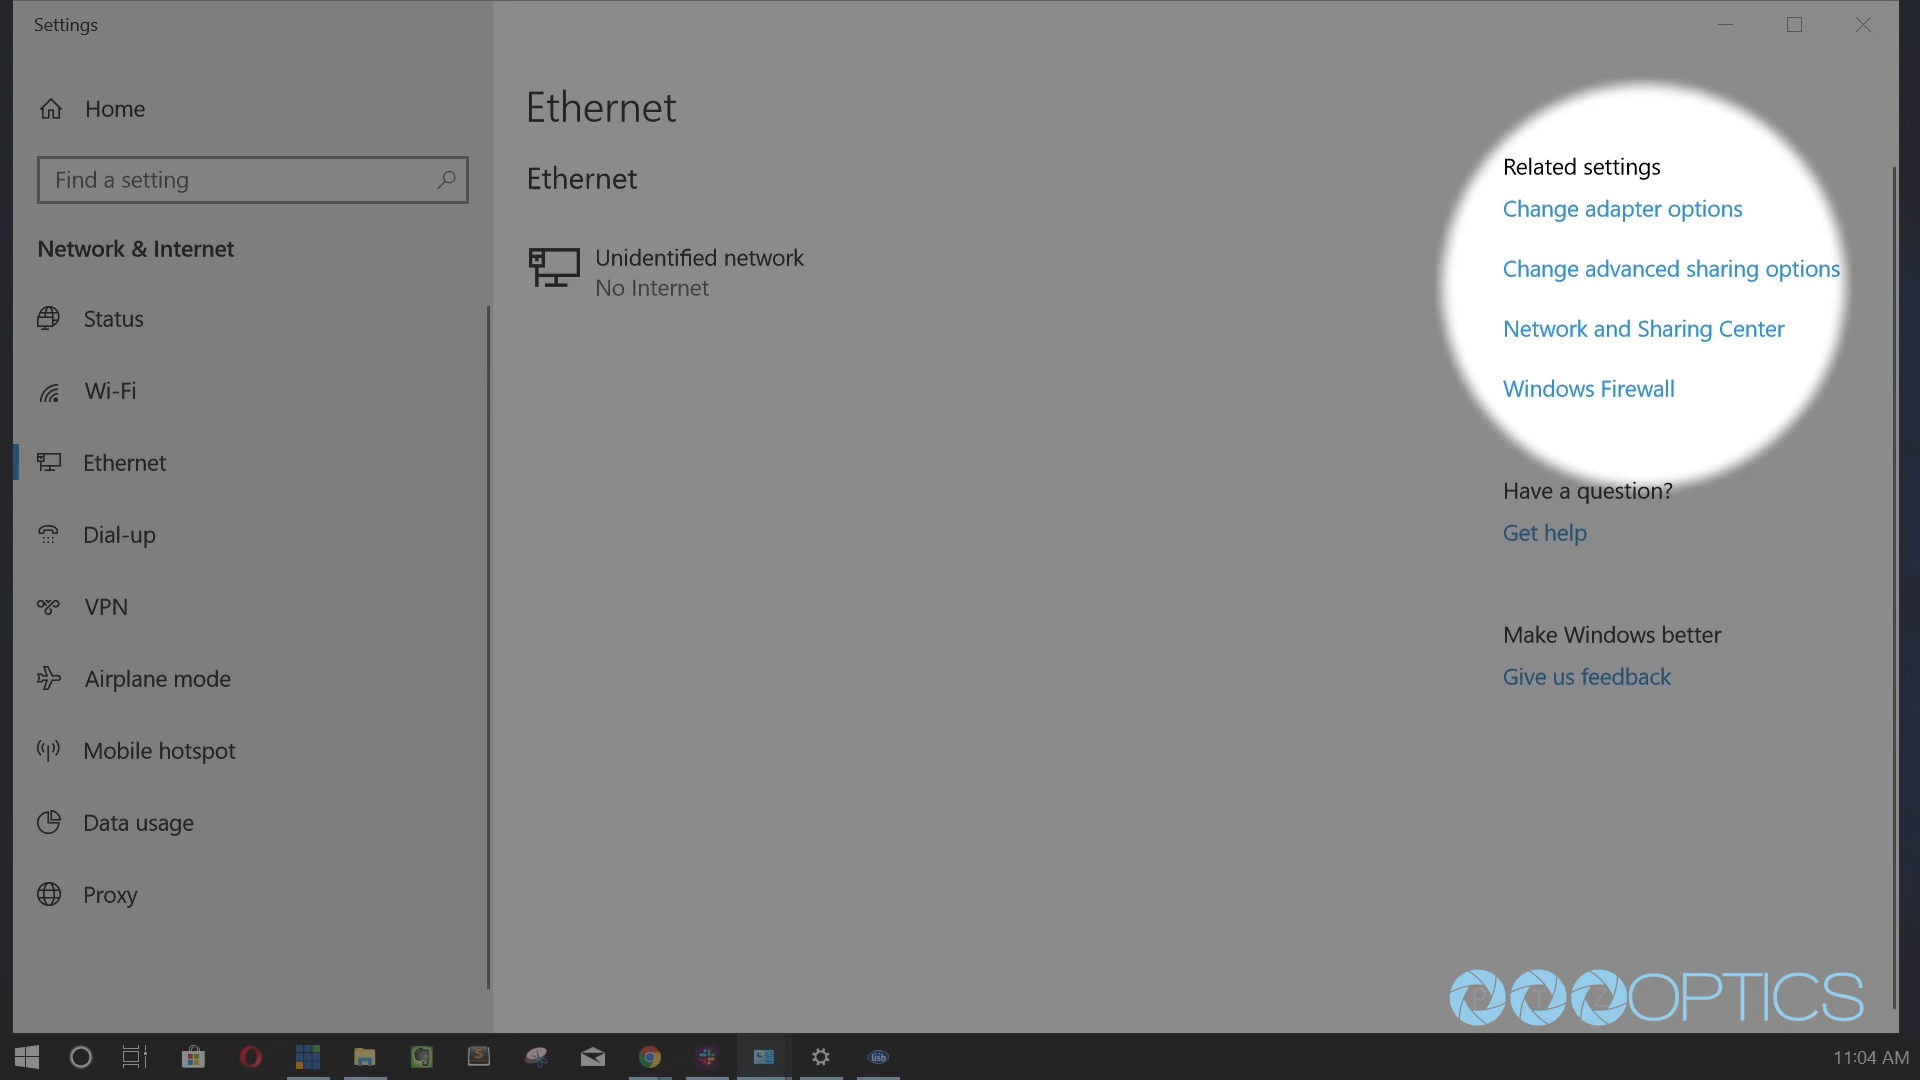 Settings
Home
Find a setting
Network & Internet
Status
Wi-Fi
Ethernet
Dial-up
VPN
Airplane mode
Mobile hotspot
Data usage
Proxy
Ethernet
Ethernet
Unidentified network
No Internet
Related settings
Change adapter options
Change advanced sharing options
Network and Sharing Center
Windows Firewall
Have a question?
Get help
Make Windows better
Give us feedback
PTZOPTICS
11:04 AM